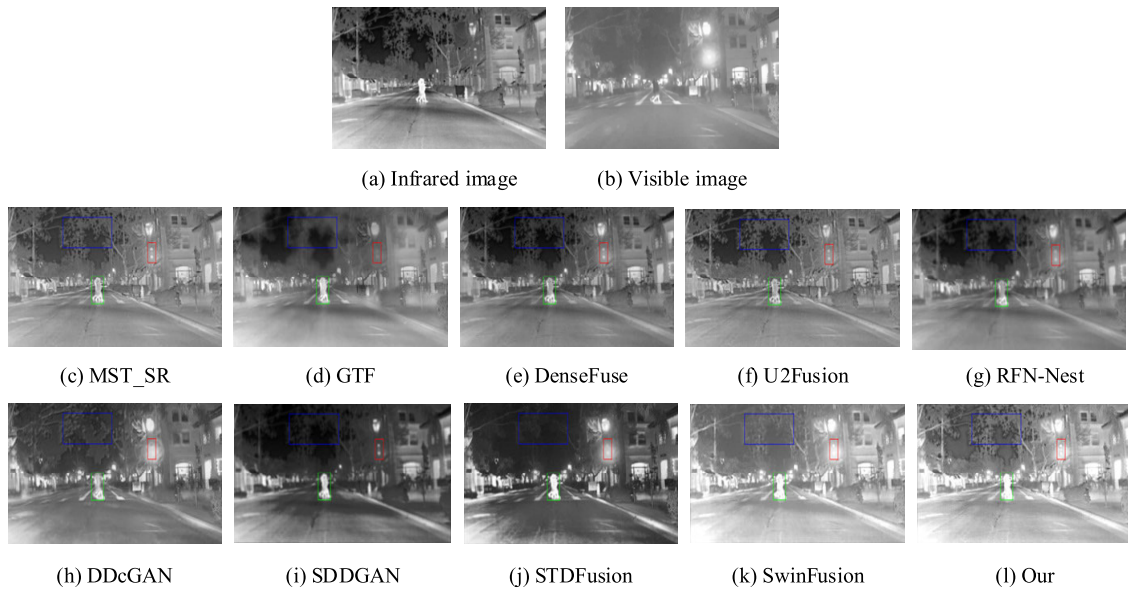 (a) Infrared image
(b) Visible image
(c) MST_SR
(d) GTF
(e) DenseFuse
(f) U2Fusion
(g) RFN-Nest
(h) DDcGAN
(i) SDDGAN
(j) STDFusion
(k) SwinFusion
(l) Our